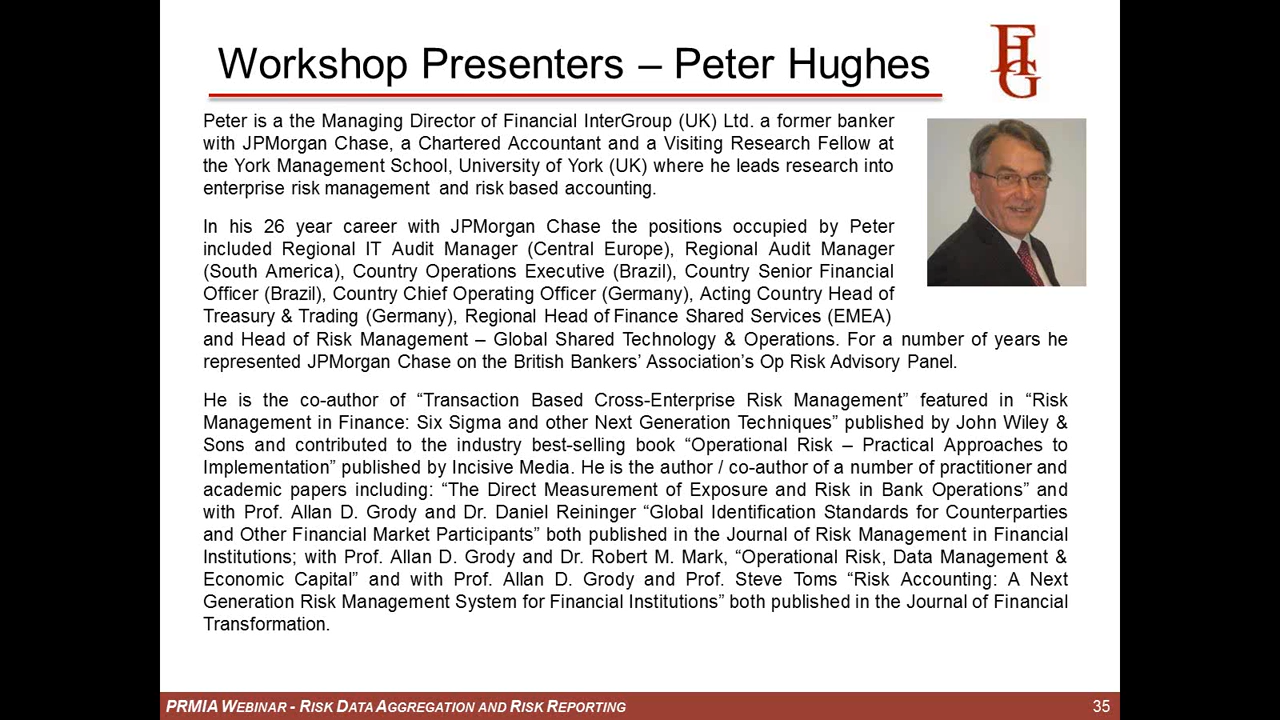 Workshop Presenters – Peter Hughes
FIG
Peter is a the Managing Director of Financial InterGroup (UK) Ltd. a former banker
with JPMorgan Chase, a Chartered Accountant and a Visiting Research Fellow at
the York Management School, University of York (UK) where he leads research into
enterprise risk management and risk based accounting.
In his 26 year career with JPMorgan Chase the positions occupied by Peter
included Regional IT Audit Manager (Central Europe), Regional Audit Manager
(South America), Country Operations Executive (Brazil), Country Senior Financial
Officer (Brazil), Country Chief Operating Officer (Germany), Acting Country Head of
Treasury & Trading (Germany), Regional Head of Finance Shared Services (EMEA)
and Head of Risk Management – Global Shared Technology & Operations. For a number of years he
represented JPMorgan Chase on the British Bankers’ Association’s Op Risk Advisory Panel.
He is the co-author of “Transaction Based Cross-Enterprise Risk Management” featured in “Risk
Management in Finance: Six Sigma and other Next Generation Techniques” published by John Wiley &
Sons and contributed to the industry best-selling book “Operational Risk – Practical Approaches to
Implementation” published by Incisive Media. He is the author / co-author of a number of practitioner and
academic papers including: “The Direct Measurement of Exposure and Risk in Bank Operations” and
with Prof. Allan D. Grody and Dr. Daniel Reininger “Global Identification Standards for Counterparties
and Other Financial Market Participants” both published in the Journal of Risk Management in Financial
Institutions; with Prof. Allan D. Grody and Dr. Robert M. Mark, “Operational Risk, Data Management &
Economic Capital” and with Prof. Allan D. Grody and Prof. Steve Toms “Risk Accounting: A Next
Generation Risk Management System for Financial Institutions” both published in the Journal of Financial
Transformation.
PRMIA WEBINAR - RISK DATA AGGREGATION AND RISK REPORTING
35